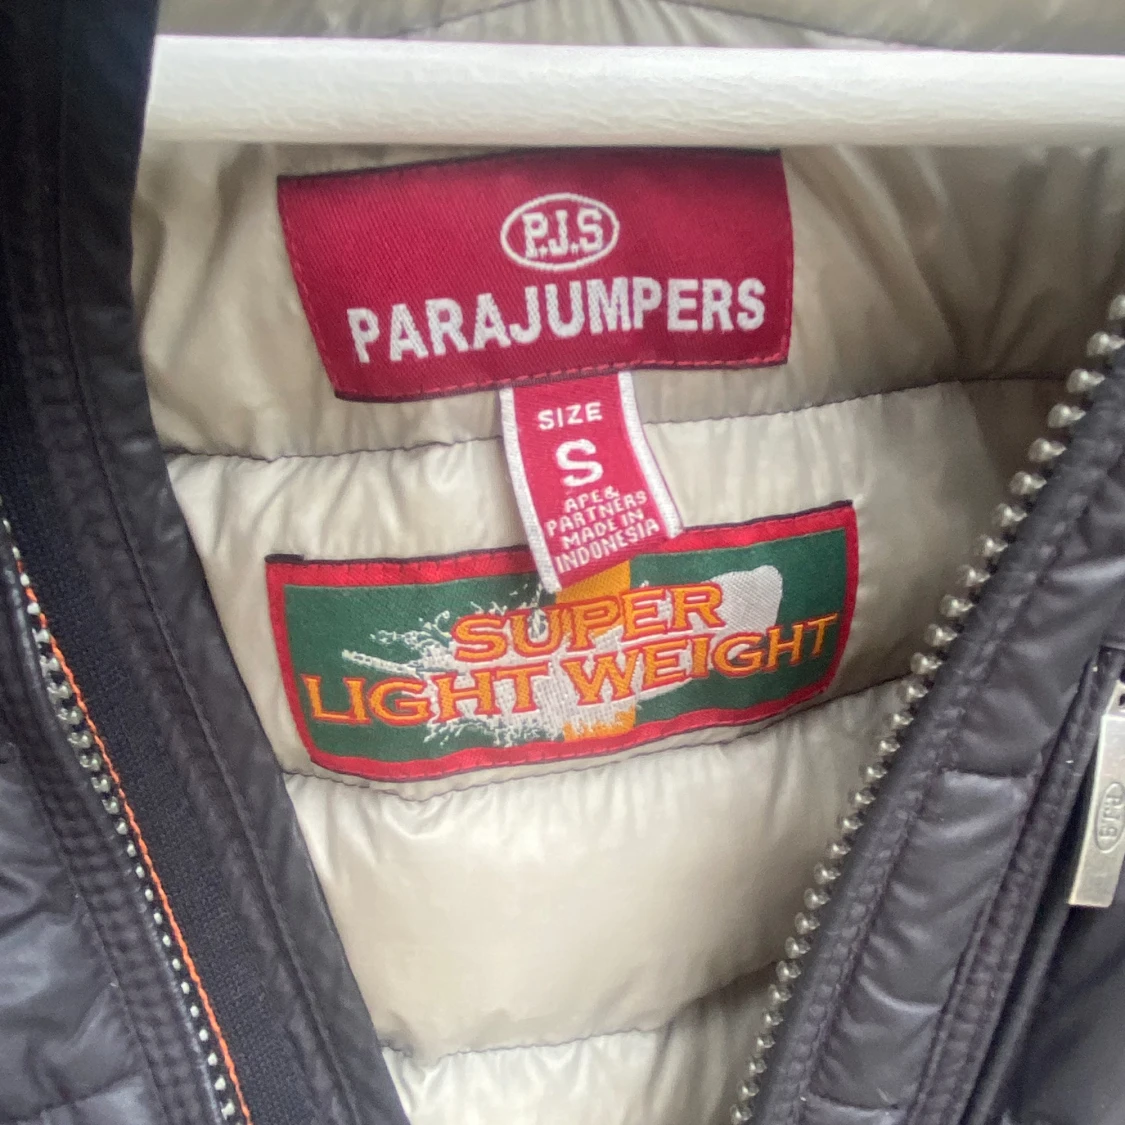 P.J.S
PARAJUMPERS
SIZE
S
APE&
PARTNERS
MADE IN
INDONESIA
SUPER
LIGHT WEIGHT
P.J.S